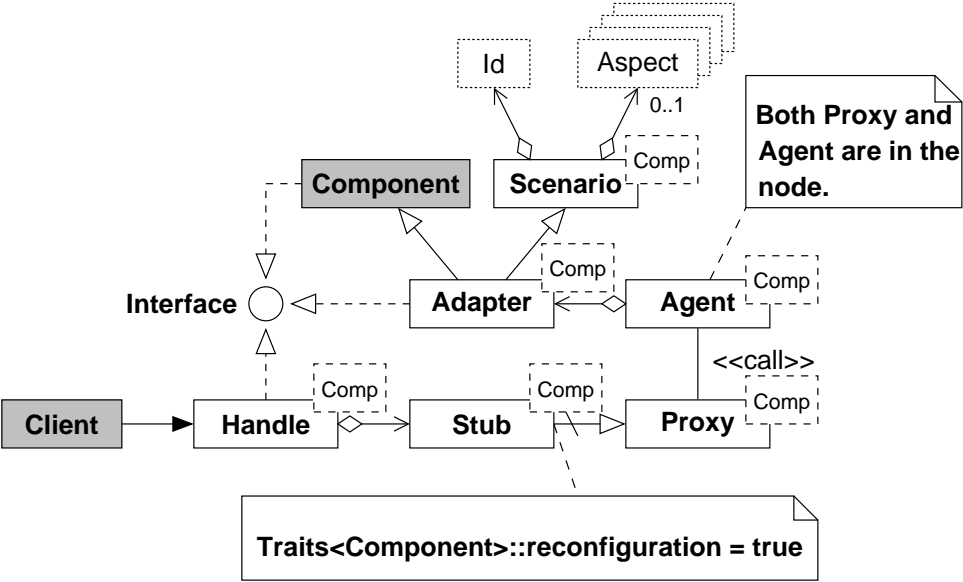 Id
Aspect
0..1
Both Proxy and
Agent are in the
node.
Component
Scenario
Comp
Interface
Adapter
Comp
Agent
Comp
<<call>>
Client
Handle
Comp
Stub
Comp
Proxy
Comp
Traits<Component>::reconfiguration = true